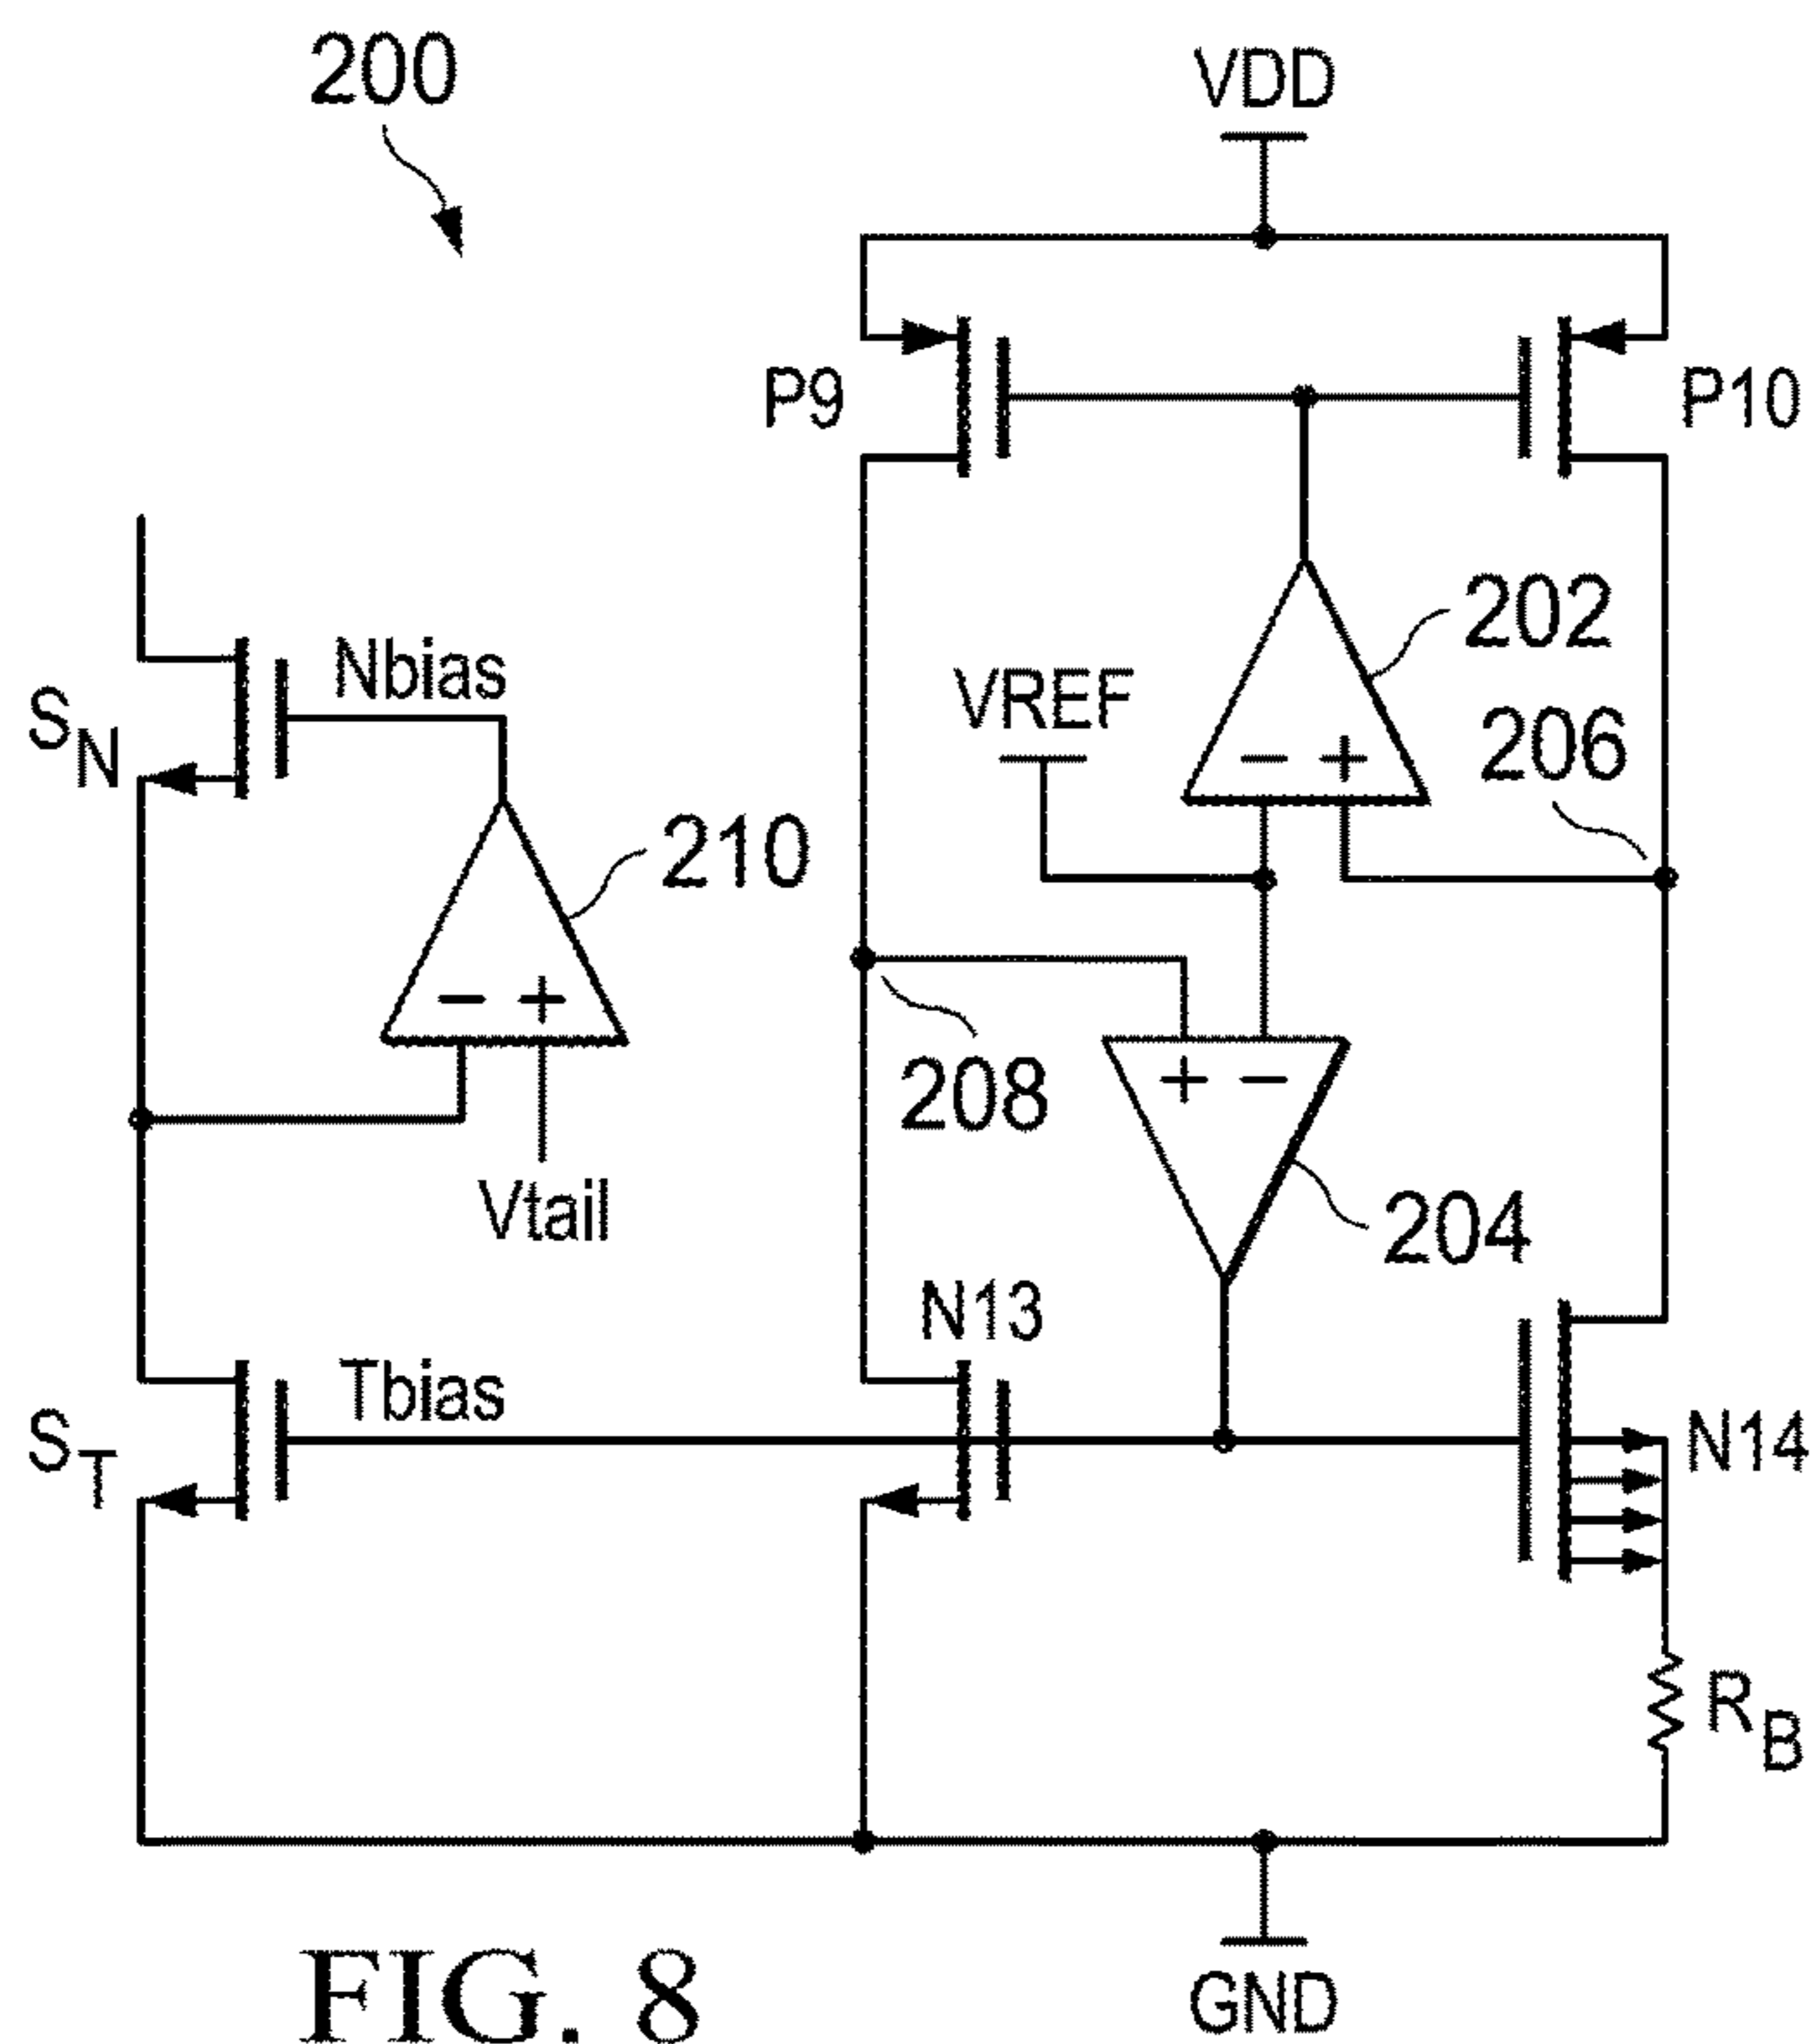 200
VDD
P9
P10
202
Nbias
VREF
SN
206
210
- +
- +
208
+ -
Vtail
204
N13
Tbias
N14
ST
RB
GND
FIG. 8